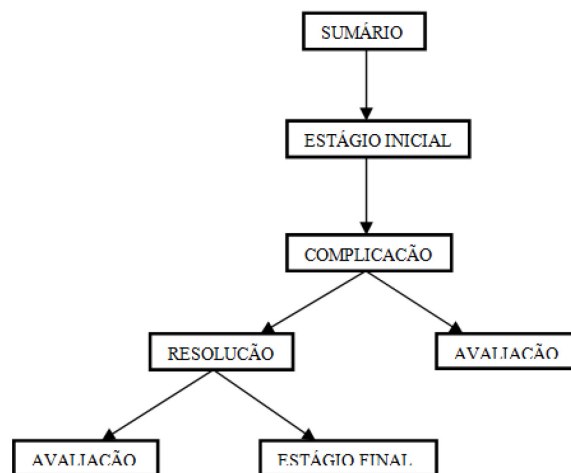 SUMÁRIO
ESTÁGIO INICIAL
COMPLICACÃO
RESOLUCÃO
AVALIACÃO
AVALIACÃO
ESTÁGIO FINAL